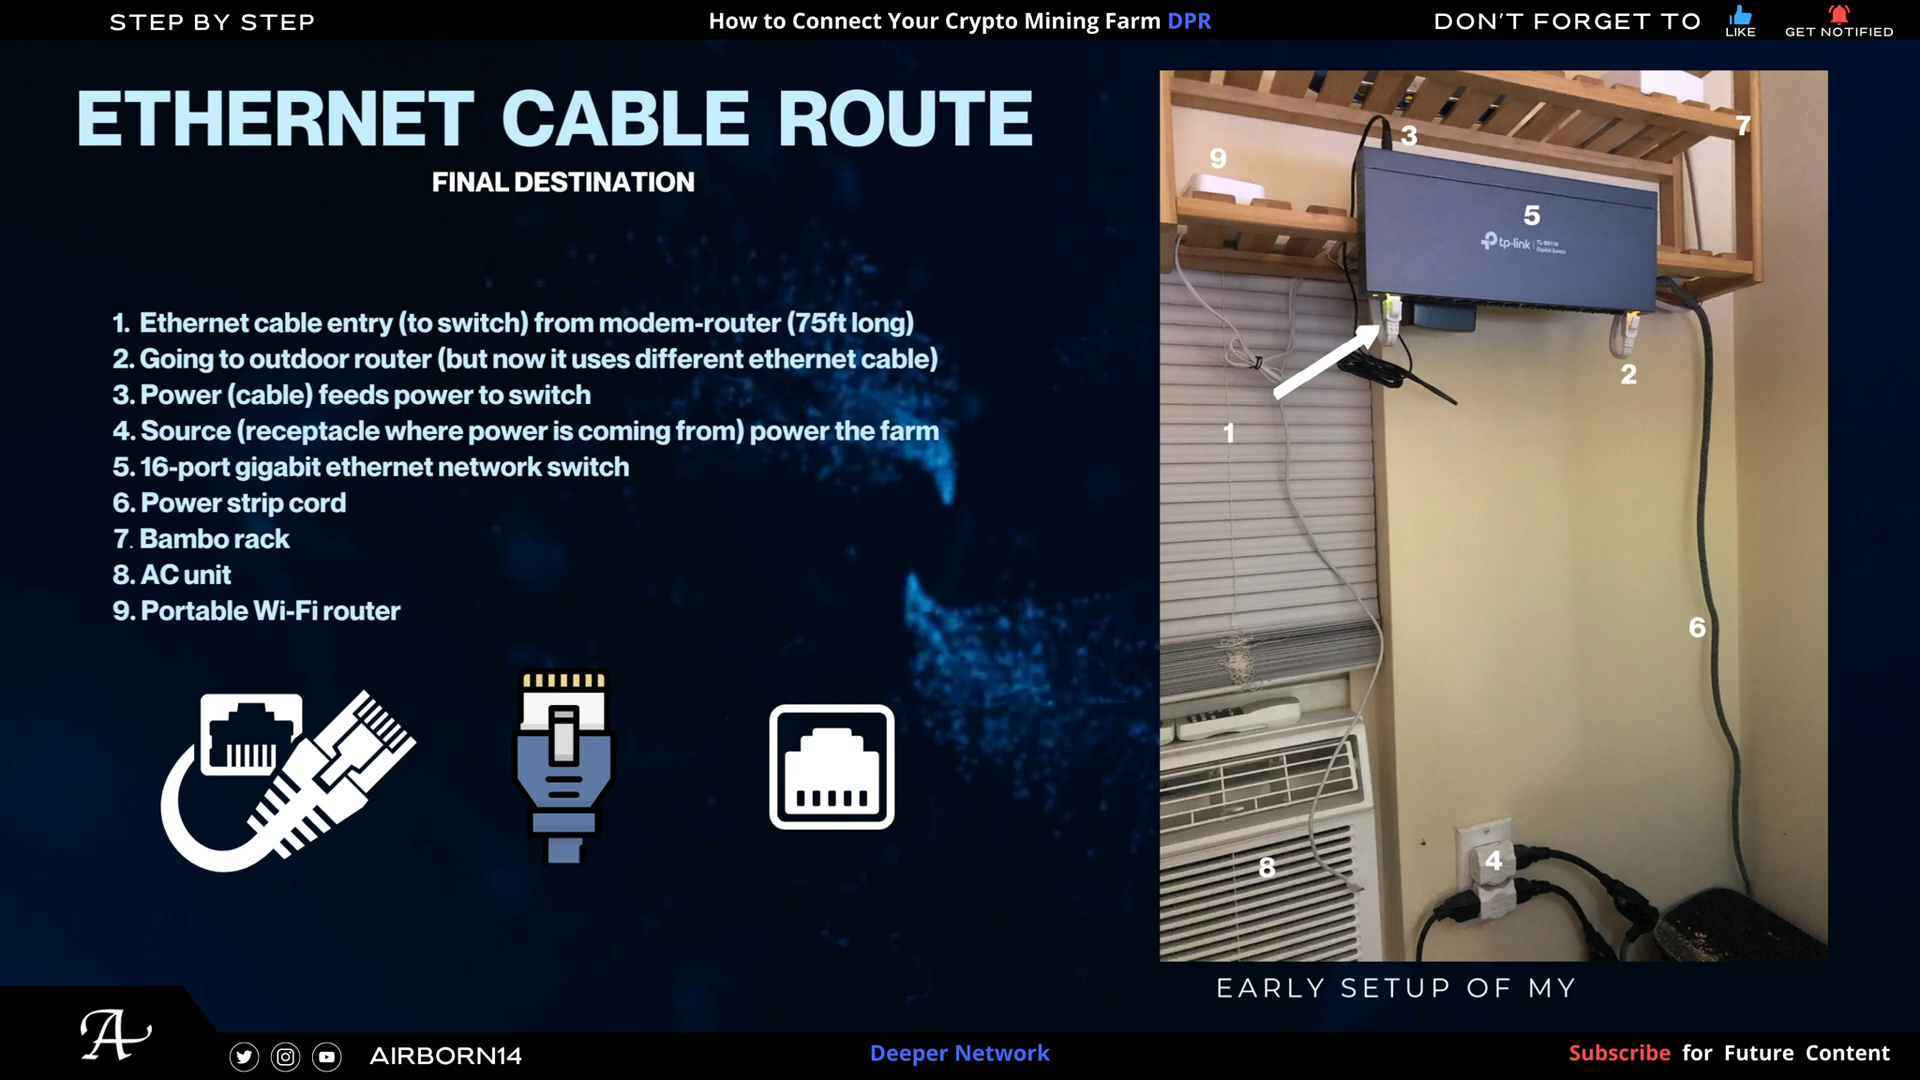 STEP BY STEP
How to Connect Your Crypto Mining Farm DPR
DON'T FORGET TO
LIKE
GET NOTIFIED
ETHERNET CABLE ROUTE
FINAL DESTINATION
1. Ethernet cable entry (to switch) from modem-router (75ft long)
2. Going to outdoor router (but now it uses different ethernet cable)
3. Power (cable) feeds power to switch
4. Source (receptacle where power is coming from) power the farm
5. 16-port gigabit ethernet network switch
6. Power strip cord
7. Bambo rack
8. AC unit
9. Portable Wi-Fi router
7
3
9
5
tp-link
Gigabit Switch
2
1
6
4
8
EARLY SETUP OF MY
A
AIRBORN14
Deeper Network
Subscribe for Future Content